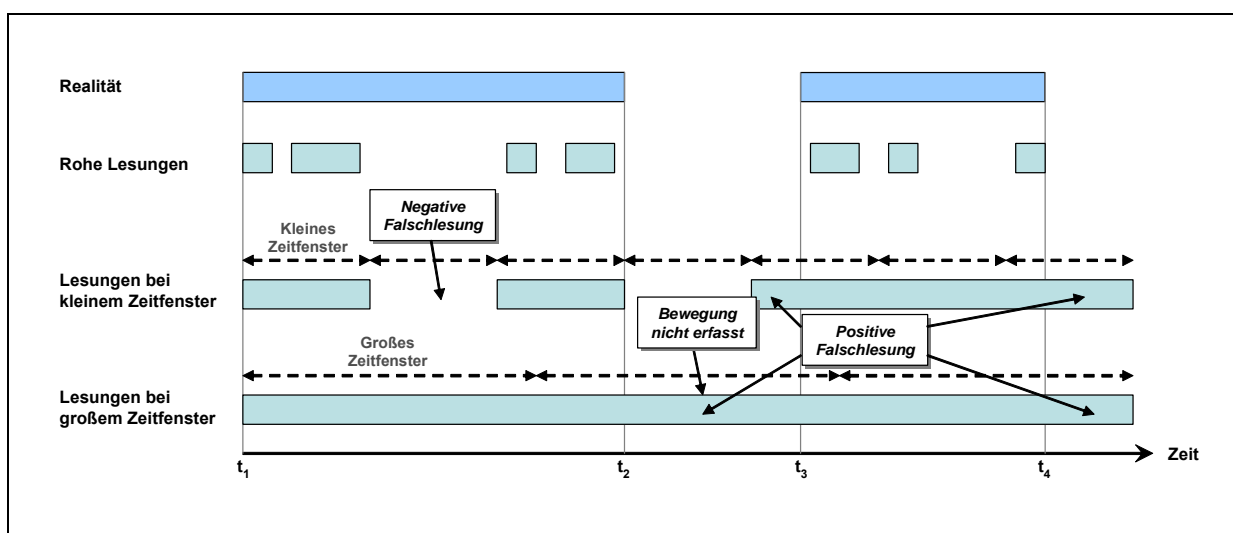 Realität
Rohe Lesungen
Negative
Falschlesung
Kleines
Zeitfenster
Lesungen bei
kleinem Zeitfenster
Bewegung
nicht erfasst
Positive
Falschlesung
Großes
Zeitfenster
Lesungen bei
großem Zeitfenster
Zeit
t1
t2
t3
t4